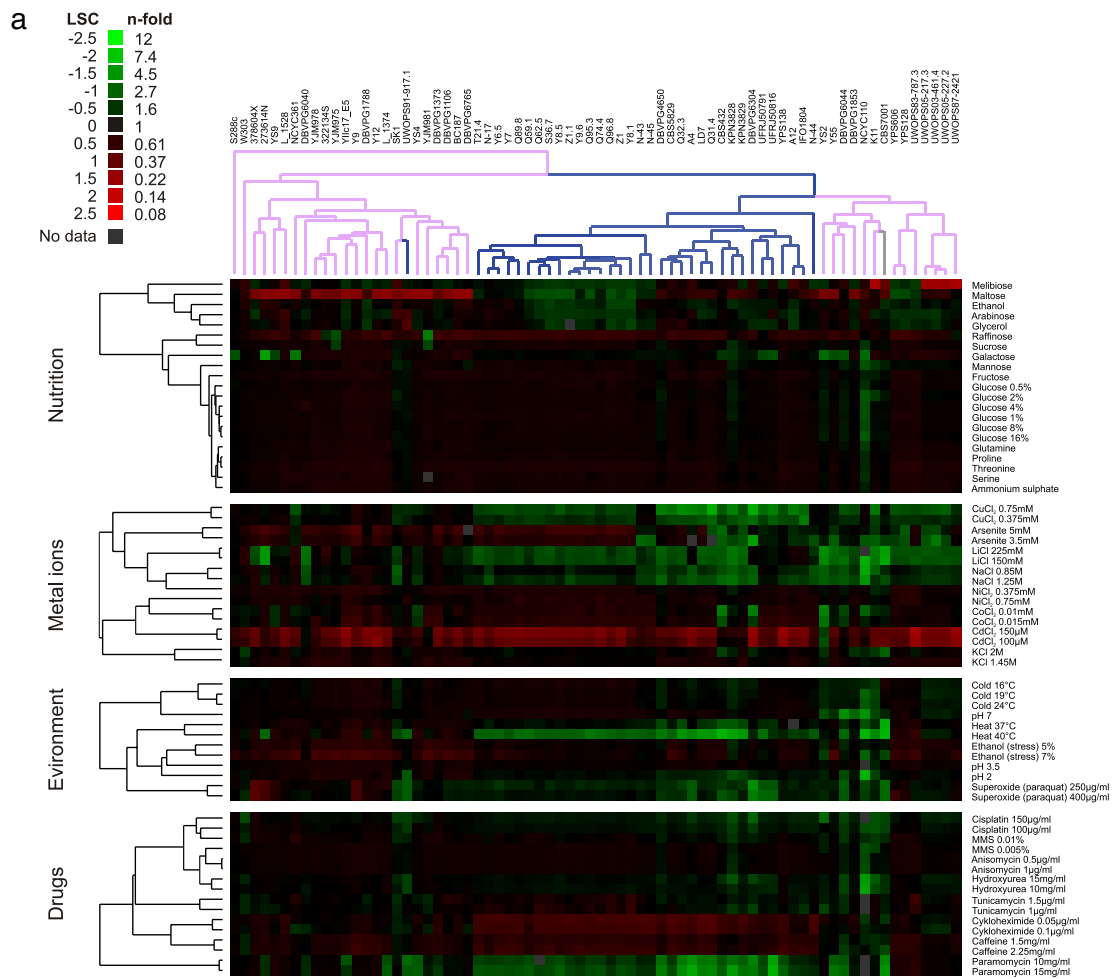 a
LSC n-fold
-2.5 12
-2 7.4
-1.5 4.5
-1 2.7
-0.5 1.6
0 1
0.5 0.61
1 0.37
1.5 0.22
2 0.14
2.5 0.08
No data
S288c
W303
378604X
273614N
YS9
L_1528
NCYC361
DBVPG6040
YJM978
322134S
YJM975
YIIc17_E5
Y9
DBVPG1788
Y12
L_1374
SK1
UWOPS91-917.1
YS4
YJM981
DBVPG1373
DBVPG1106
BC187
DBVPG6765
T21.4
N-17
Y6.5
Y7
Q89.8
Q59.1
Q62.5
S36.7
Y8.5
Z1.1
Y9.6
Q95.3
Q74.4
Q96.8
Z1
Y8.1
N-43
N-45
DBVPG4650
CBS5829
Q32.3
A4
LD7
Q31.4
CBS432
KPN3828
KPN3829
DBVPG6304
UFRJ50791
UFRJ50816
YPS138
A12
IFO1804
N-44
YS2
Y55
DBVPG6044
DBVPG1853
NCYC110
K11
CBS7001
YPS606
YPS128
UWOPS83-787.3
UWOPS05-217.3
UWOPS03-461.4
UWOPS05-227.2
UWOPS87-2421
Nutrition
Melibiose
Maltose
Ethanol
Arabinose
Glycerol
Raffinose
Sucrose
Galactose
Mannose
Fructose
Glucose 0.5%
Glucose 2%
Glucose 4%
Glucose 1%
Glucose 8%
Glucose 16%
Glutamine
Proline
Threonine
Serine
Ammonium sulphate
Metal ions
CuCl₂ 0.75mM
CuCl₂ 0.375mM
Arsenite 5mM
Arsenite 3.5mM
LiCl 225mM
LiCl 150mM
NaCl 0.85M
NaCl 1.25M
NiCl₂ 0.375mM
NiCl₂ 0.75mM
CoCl₂ 0.01mM
CoCl₂ 0.015mM
CdCl₂ 150µM
CdCl₂ 100µM
KCl 2M
KCl 1.45M
Evironment
Cold 16°C
Cold 19°C
Cold 24°C
pH 7
Heat 37°C
Heat 40°C
Ethanol (stress) 5%
Ethanol (stress) 7%
pH 3.5
pH 2
Superoxide (paraquat) 250µg/ml
Superoxide (paraquat) 400µg/ml
Drugs
Cisplatin 150µg/ml
Cisplatin 100µg/ml
MMS 0.01%
MMS 0.005%
Anisomycin 0.5µg/ml
Anisomycin 1µg/ml
Hydroxyurea 15mg/ml
Hydroxyurea 10mg/ml
Tunicamycin 1.5µg/ml
Tunicamycin 1µg/ml
Cykloheximide 0.05µg/ml
Cykloheximide 0.1µg/ml
Caffeine 1.5mg/ml
Caffeine 2.25mg/ml
Paramomycin 10mg/ml
Paramomycin 15mg/ml